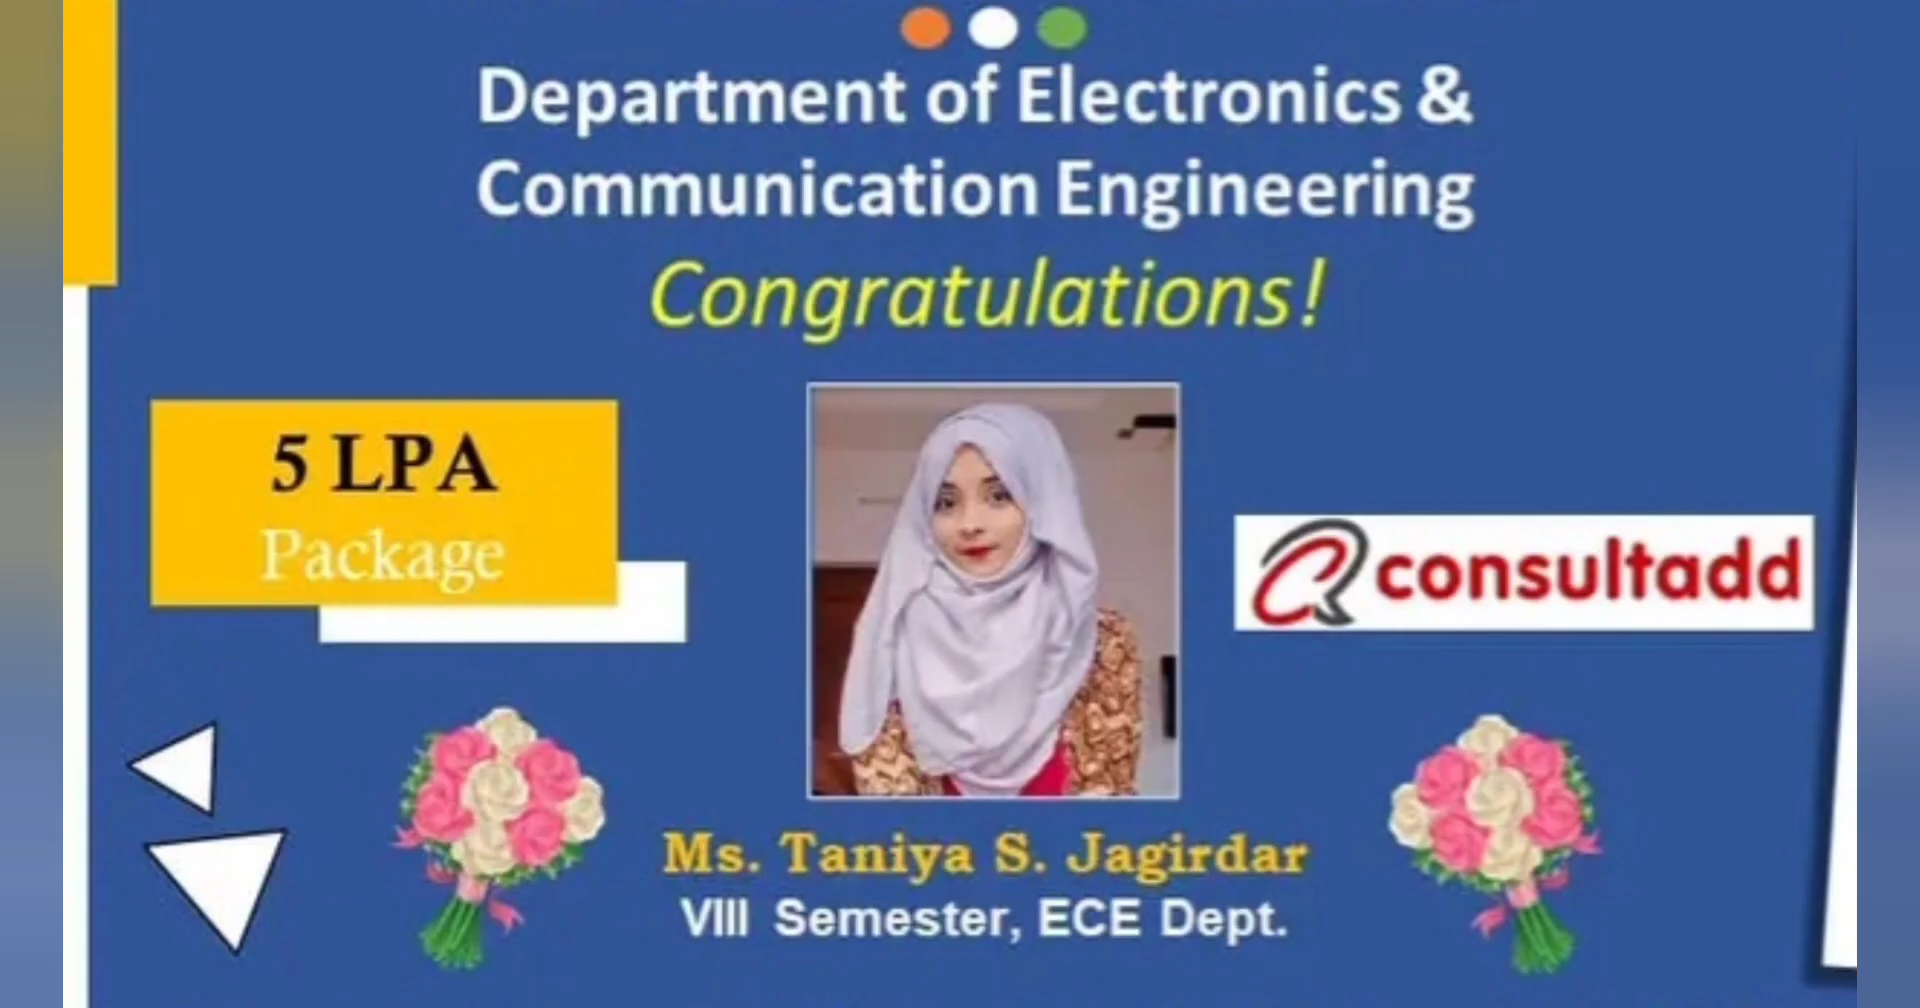 Department of Electronics &
Communication Engineering
Congratulations!
5 LPA
Package
consultadd
Ms. Taniya S. Jagirdar
VIII Semester, ECE Dept.